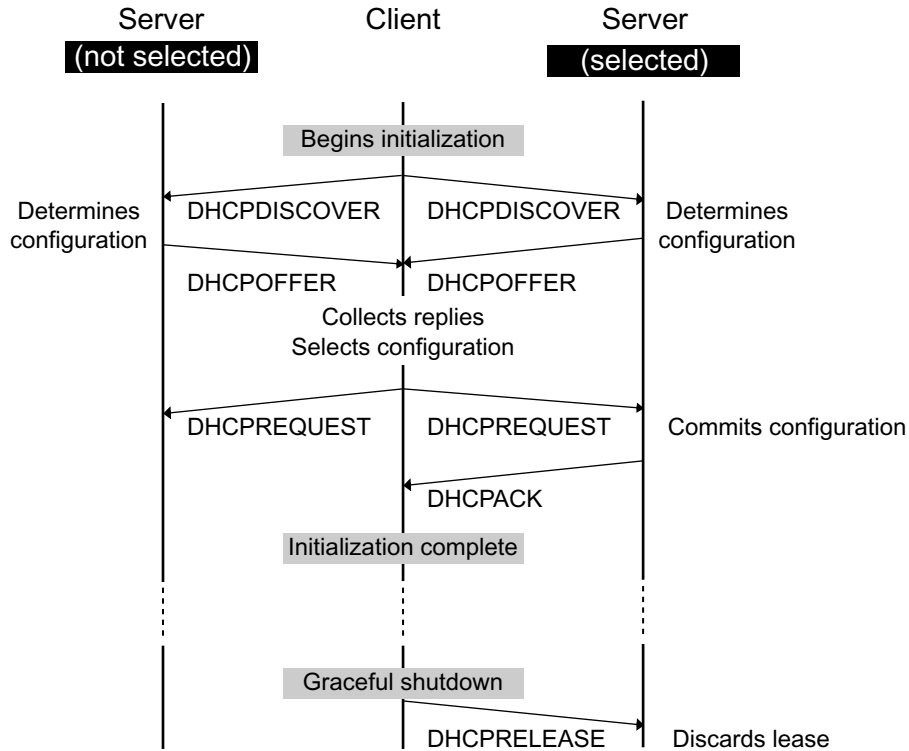 Server
Client
Server
(not selected)
(selected)
Begins initialization
DHCPDISCOVER
DHCPDISCOVER
Determines
configuration
Determines
configuration
DHCPOFFER
DHCPOFFER
Collects replies
Selects configuration
DHCPREQUEST
DHCPREQUEST
Commits configuration
DHCPACK
Initialization complete
Graceful shutdown
DHCPRELEASE
Discards lease